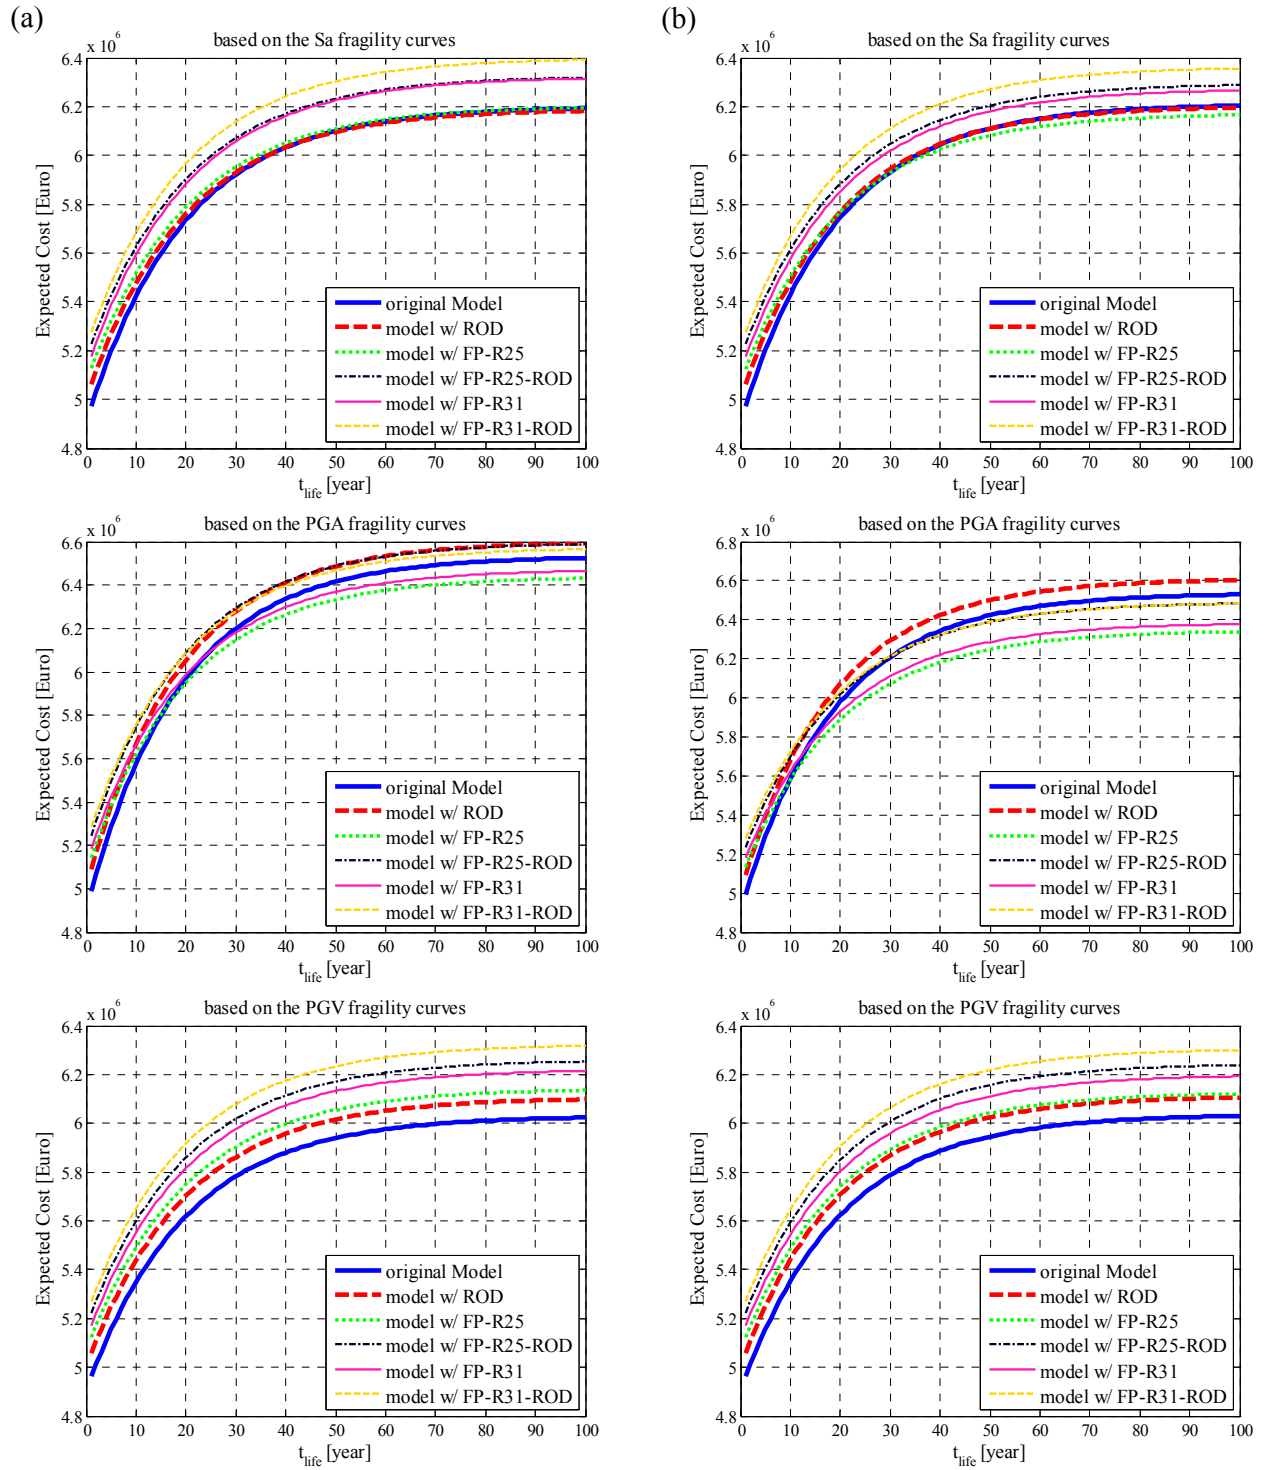 (a)
x 10^6
based on the Sa fragility curves
Expected Cost [Euro]
6.4
6.2
6
5.8
5.6
5.4
5.2
5
4.8
original Model
model w/ ROD
model w/ FP-R25
model w/ FP-R25-ROD
model w/ FP-R31
model w/ FP-R31-ROD
0 10 20 30 40 50 60 70 80 90 100
t_life [year]
(b)
x 10^6
based on the Sa fragility curves
Expected Cost [Euro]
6.4
6.2
6
5.8
5.6
5.4
5.2
5
4.8
original Model
model w/ ROD
model w/ FP-R25
model w/ FP-R25-ROD
model w/ FP-R31
model w/ FP-R31-ROD
0 10 20 30 40 50 60 70 80 90 100
t_life [year]
x 10^6
based on the PGA fragility curves
Expected Cost [Euro]
6.6
6.4
6.2
6
5.8
5.6
5.4
5.2
5
4.8
original Model
model w/ ROD
model w/ FP-R25
model w/ FP-R25-ROD
model w/ FP-R31
model w/ FP-R31-ROD
0 10 20 30 40 50 60 70 80 90 100
t_life [year]
x 10^6
based on the PGA fragility curves
Expected Cost [Euro]
6.8
6.6
6.4
6.2
6
5.8
5.6
5.4
5.2
5
4.8
original Model
model w/ ROD
model w/ FP-R25
model w/ FP-R25-ROD
model w/ FP-R31
model w/ FP-R31-ROD
0 10 20 30 40 50 60 70 80 90 100
t_life [year]
x 10^6
based on the PGV fragility curves
Expected Cost [Euro]
6.4
6.2
6
5.8
5.6
5.4
5.2
5
4.8
original Model
model w/ ROD
model w/ FP-R25
model w/ FP-R25-ROD
model w/ FP-R31
model w/ FP-R31-ROD
0 10 20 30 40 50 60 70 80 90 100
t_life [year]
x 10^6
based on the PGV fragility curves
Expected Cost [Euro]
6.4
6.2
6
5.8
5.6
5.4
5.2
5
4.8
original Model
model w/ ROD
model w/ FP-R25
model w/ FP-R25-ROD
model w/ FP-R31
model w/ FP-R31-ROD
0 10 20 30 40 50 60 70 80 90 100
t_life [year]